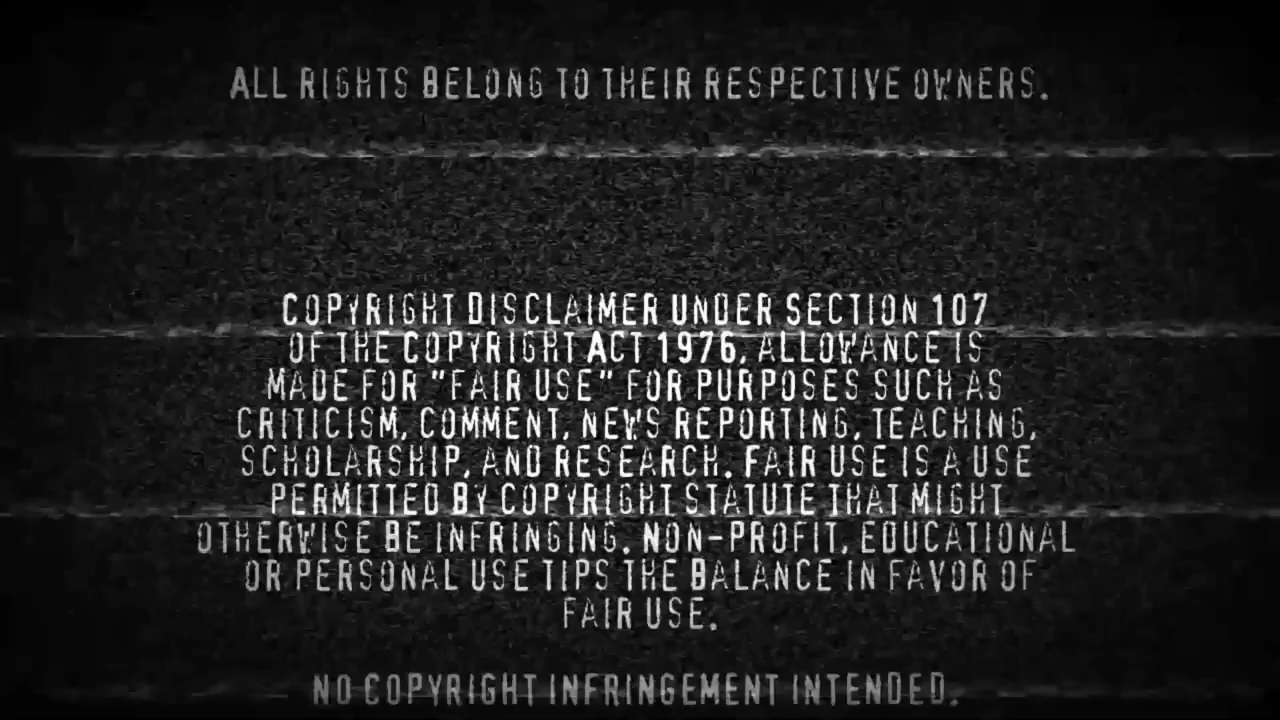 ALL RIGHTS BELONG TO THEIR RESPECTIVE OWNERS.
COPYRIGHT DISCLAIMER UNDER SECTION 107
OF THE COPYRIGHT ACT 1976, ALLOWANCE IS
MADE FOR "FAIR USE" FOR PURPOSES SUCH AS
CRITICISM, COMMENT, NEWS REPORTING, TEACHING,
SCHOLARSHIP, AND RESEARCH. FAIR USE IS A USE
PERMITTED BY COPYRIGHT STATUTE THAT MIGHT
OTHERWISE BE INFRINGING. NON-PROFIT, EDUCATIONAL
OR PERSONAL USE TIPS THE BALANCE IN FAVOR OF
FAIR USE.
NO COPYRIGHT INFRINGEMENT INTENDED.